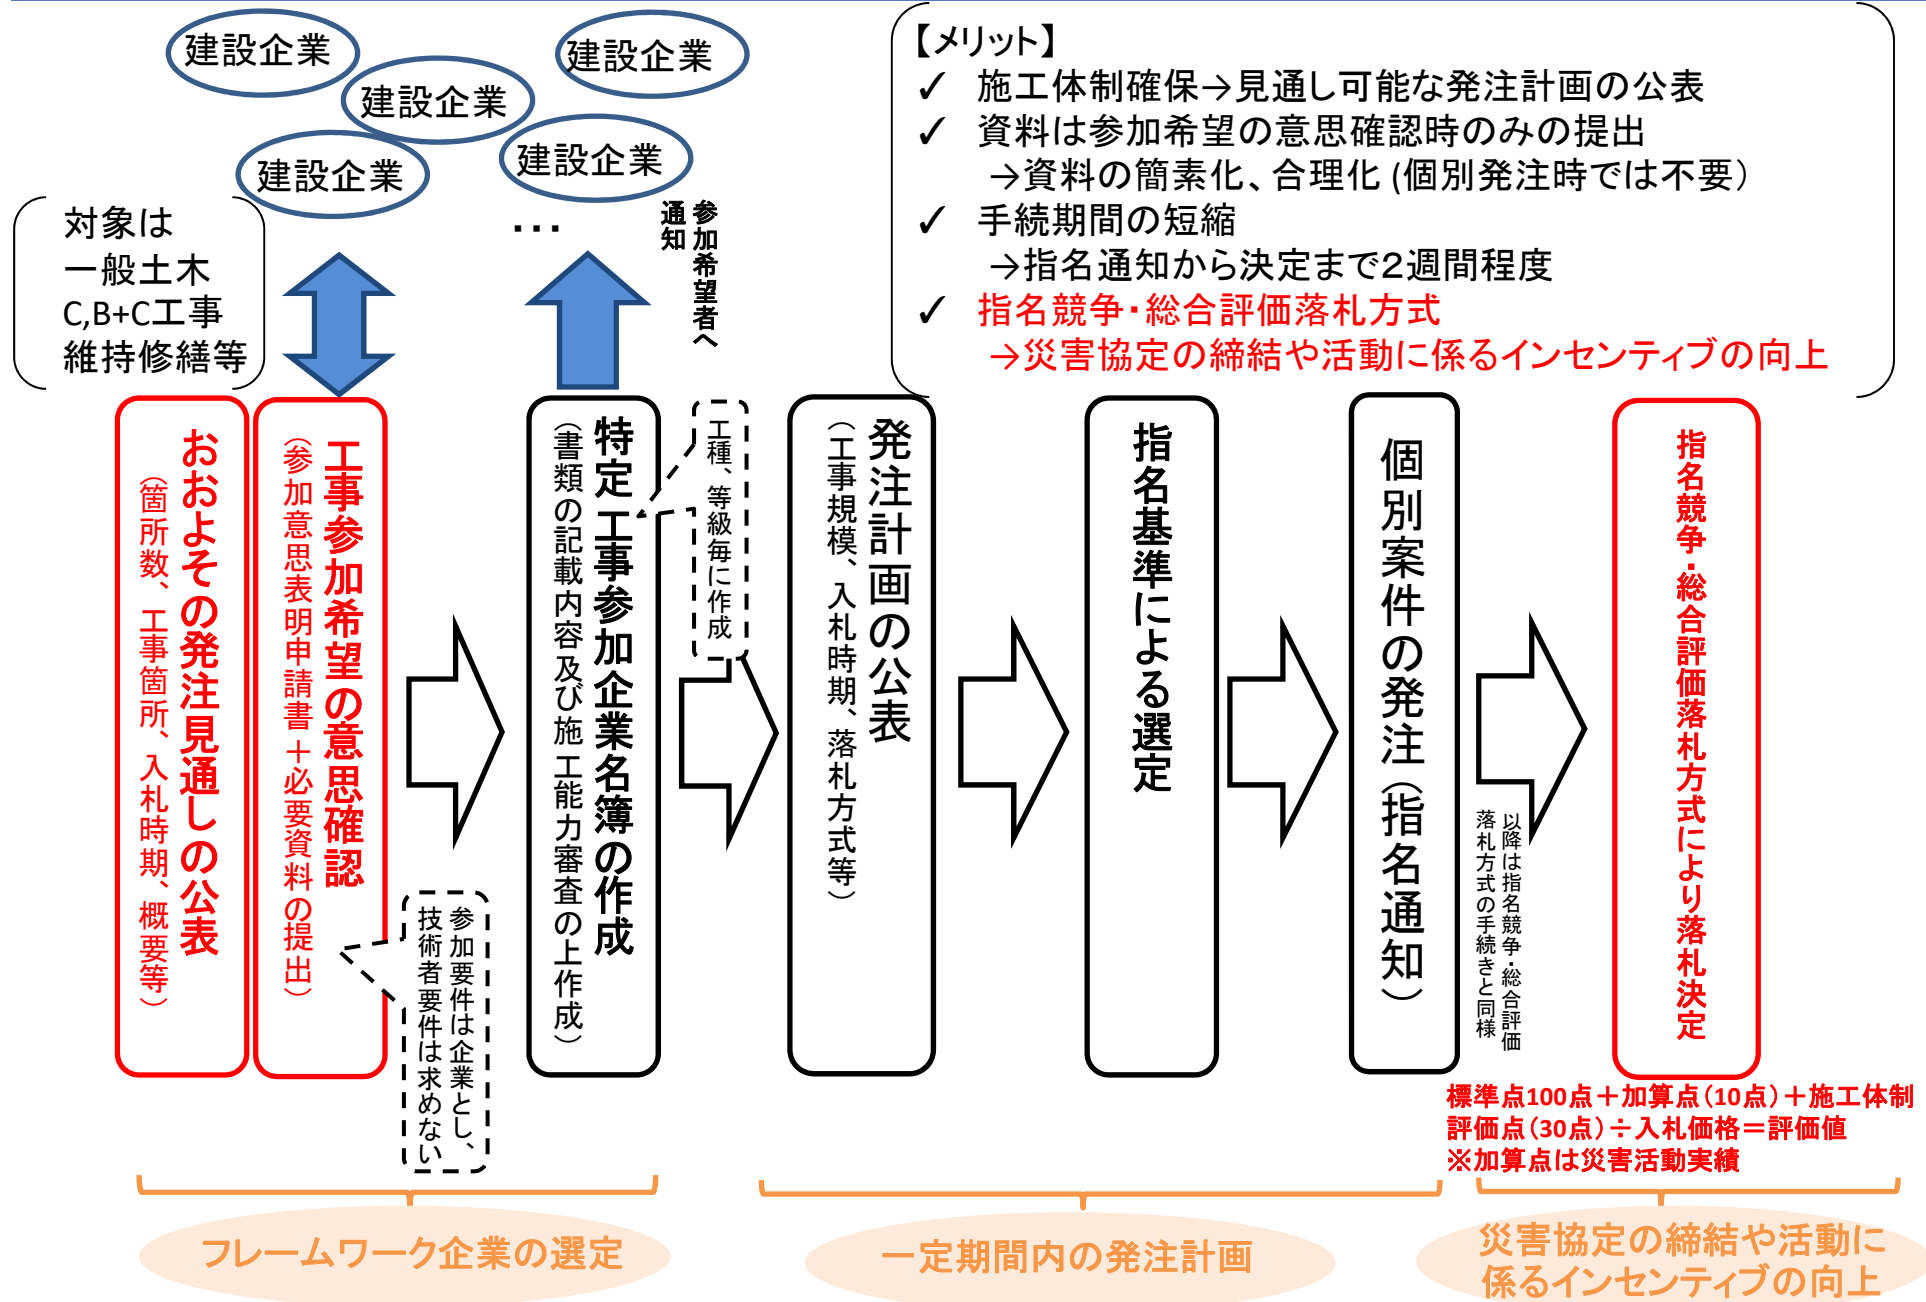 建設企業
建設企業
建設企業
建設企業
建設企業
…
【メリット】
✓ 施工体制確保→見通し可能な発注計画の公表
✓ 資料は参加希望の意思確認時のみの提出
→資料の簡素化、合理化 (個別発注時では不要)
✓ 手続期間の短縮
→指名通知から決定まで２週間程度
✓ 指名競争・総合評価落札方式
→災害協定の締結や活動に係るインセンティブの向上
対象は
一般土木
C,B+C工事
維持修繕等
参加希望者へ
通知
おおよその発注見通しの公表
（箇所数、工事箇所、入札時期、概要等）
工事参加希望の意思確認
（参加意思表明申請書＋必要資料の提出）
参加要件は企業とし、
技術者要件は求めない
特定工事参加企業名簿の作成
（書類の記載内容及び施工能力審査の上作成）
工種、等級毎に作成
発注計画の公表
（工事規模、入札時期、落札方式等）
指名基準による選定
個別案件の発注（指名通知）
以降は指名競争・総合評価
落札方式の手続きと同様
指名競争・総合評価落札方式により落札決定
標準点100点＋加算点（10点）＋施工体制
評価点（30点）÷入札価格＝評価値
※加算点は災害活動実績
フレームワーク企業の選定
一定期間内の発注計画
災害協定の締結や活動に
係るインセンティブの向上